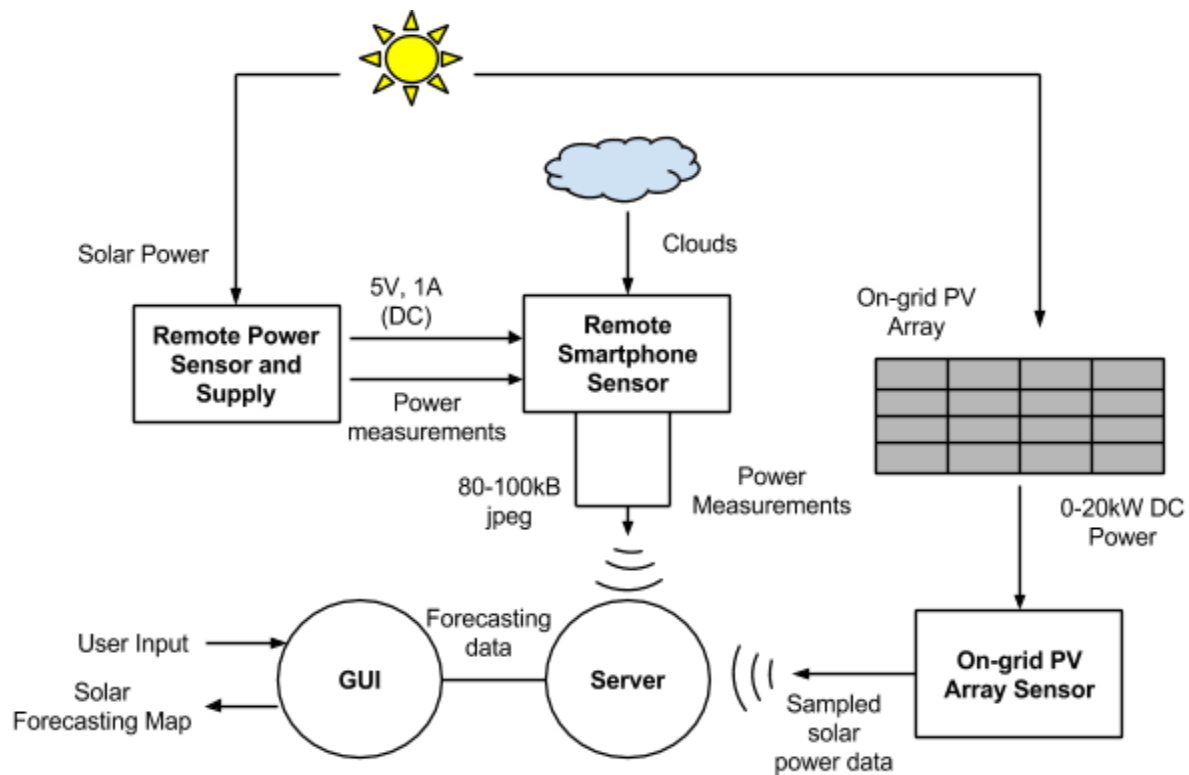 Solar Power
Clouds
5V, 1A
(DC)
On-grid PV
Array
Remote Power
Sensor and
Supply
Remote
Smartphone
Sensor
Power
measurements
80-100kB
jpeg
Power
Measurements
0-20kW DC
Power
User Input
Solar
Forecasting Map
GUI
Forecasting
data
Server
Sampled
solar
power data
On-grid PV
Array Sensor